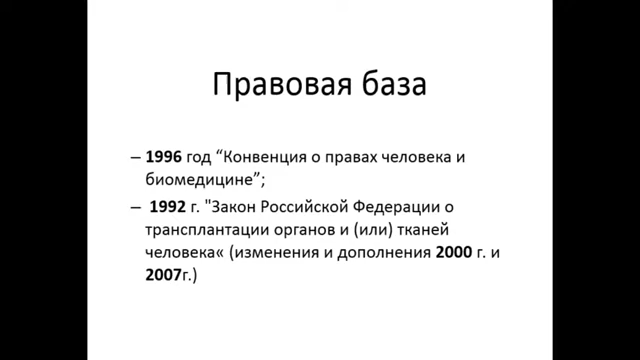 Правовая база
– 1996 год “Конвенция о правах человека и
биомедицине”;
– 1992 г. "Закон Российской Федерации о
трансплантации органов и (или) тканей
человека« (изменения и дополнения 2000 г. и
2007г.)